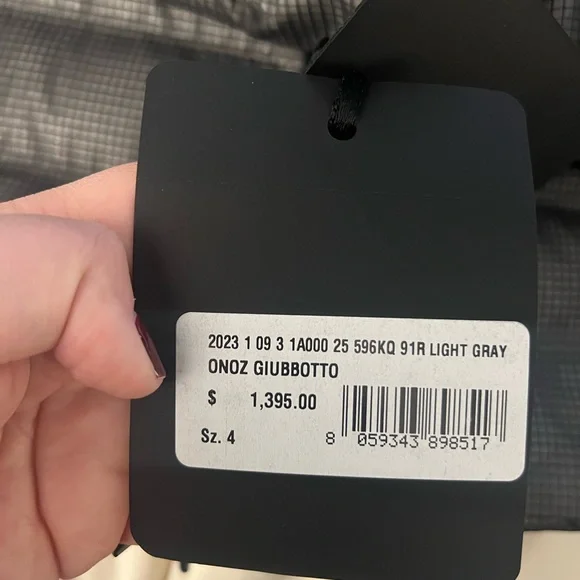 2023 1 09 3 1A000 25 596KQ 91R LIGHT GRAY
ONOZ GIUBBOTTO
$ 1,395.00
Sz. 4
8 059343 898517